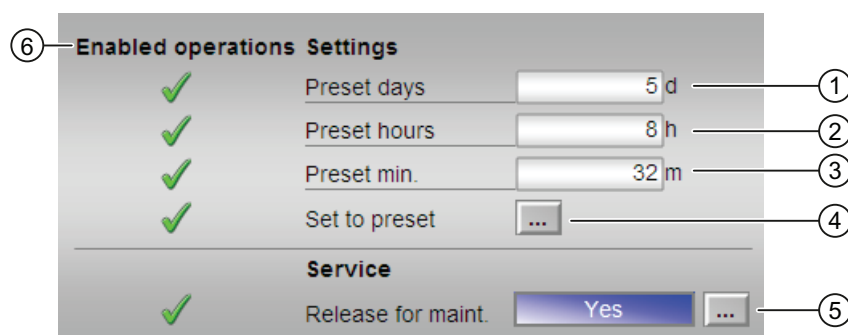 6 Enabled operations Settings
Preset days 5 d 1
Preset hours 8 h 2
Preset min. 32 m 3
Set to preset ... 4
Service
Release for maint. Yes ... 5